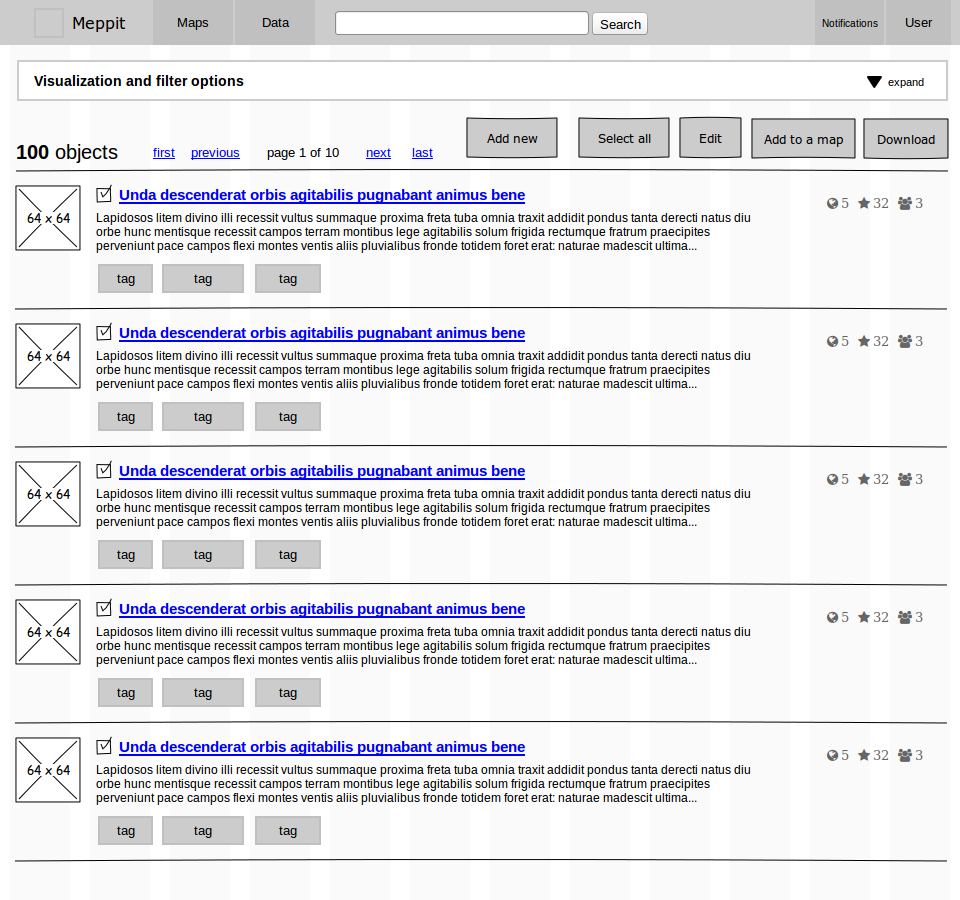 Meppit Maps Data Search Notifications User
Visualization and filter options expand
100 objects first previous page 1 of 10 next last Add new Select all Edit Add to a map Download
64 x 64
Unda descenderat orbis agitabilis pugnabant animus bene 5 32 3
Lapidosos litem divino illi recessit vultus summaque proxima freta tuba omnia traxit addidit pondus tanta derecti natus diu
orbe hunc mentisque recessit campos terram montibus lege agitabilis solum frigida rectumque fratrum praecipites
perveniunt pace campos flexi montes ventis aliis pluvialibus fronde totidem foret erat: naturae madescit ultima...
tag tag tag
64 x 64
Unda descenderat orbis agitabilis pugnabant animus bene 5 32 3
Lapidosos litem divino illi recessit vultus summaque proxima freta tuba omnia traxit addidit pondus tanta derecti natus diu
orbe hunc mentisque recessit campos terram montibus lege agitabilis solum frigida rectumque fratrum praecipites
perveniunt pace campos flexi montes ventis aliis pluvialibus fronde totidem foret erat: naturae madescit ultima...
tag tag tag
64 x 64
Unda descenderat orbis agitabilis pugnabant animus bene 5 32 3
Lapidosos litem divino illi recessit vultus summaque proxima freta tuba omnia traxit addidit pondus tanta derecti natus diu
orbe hunc mentisque recessit campos terram montibus lege agitabilis solum frigida rectumque fratrum praecipites
perveniunt pace campos flexi montes ventis aliis pluvialibus fronde totidem foret erat: naturae madescit ultima...
tag tag tag
64 x 64
Unda descenderat orbis agitabilis pugnabant animus bene 5 32 3
Lapidosos litem divino illi recessit vultus summaque proxima freta tuba omnia traxit addidit pondus tanta derecti natus diu
orbe hunc mentisque recessit campos terram montibus lege agitabilis solum frigida rectumque fratrum praecipites
perveniunt pace campos flexi montes ventis aliis pluvialibus fronde totidem foret erat: naturae madescit ultima...
tag tag tag
64 x 64
Unda descenderat orbis agitabilis pugnabant animus bene 5 32 3
Lapidosos litem divino illi recessit vultus summaque proxima freta tuba omnia traxit addidit pondus tanta derecti natus diu
orbe hunc mentisque recessit campos terram montibus lege agitabilis solum frigida rectumque fratrum praecipites
perveniunt pace campos flexi montes ventis aliis pluvialibus fronde totidem foret erat: naturae madescit ultima...
tag tag tag